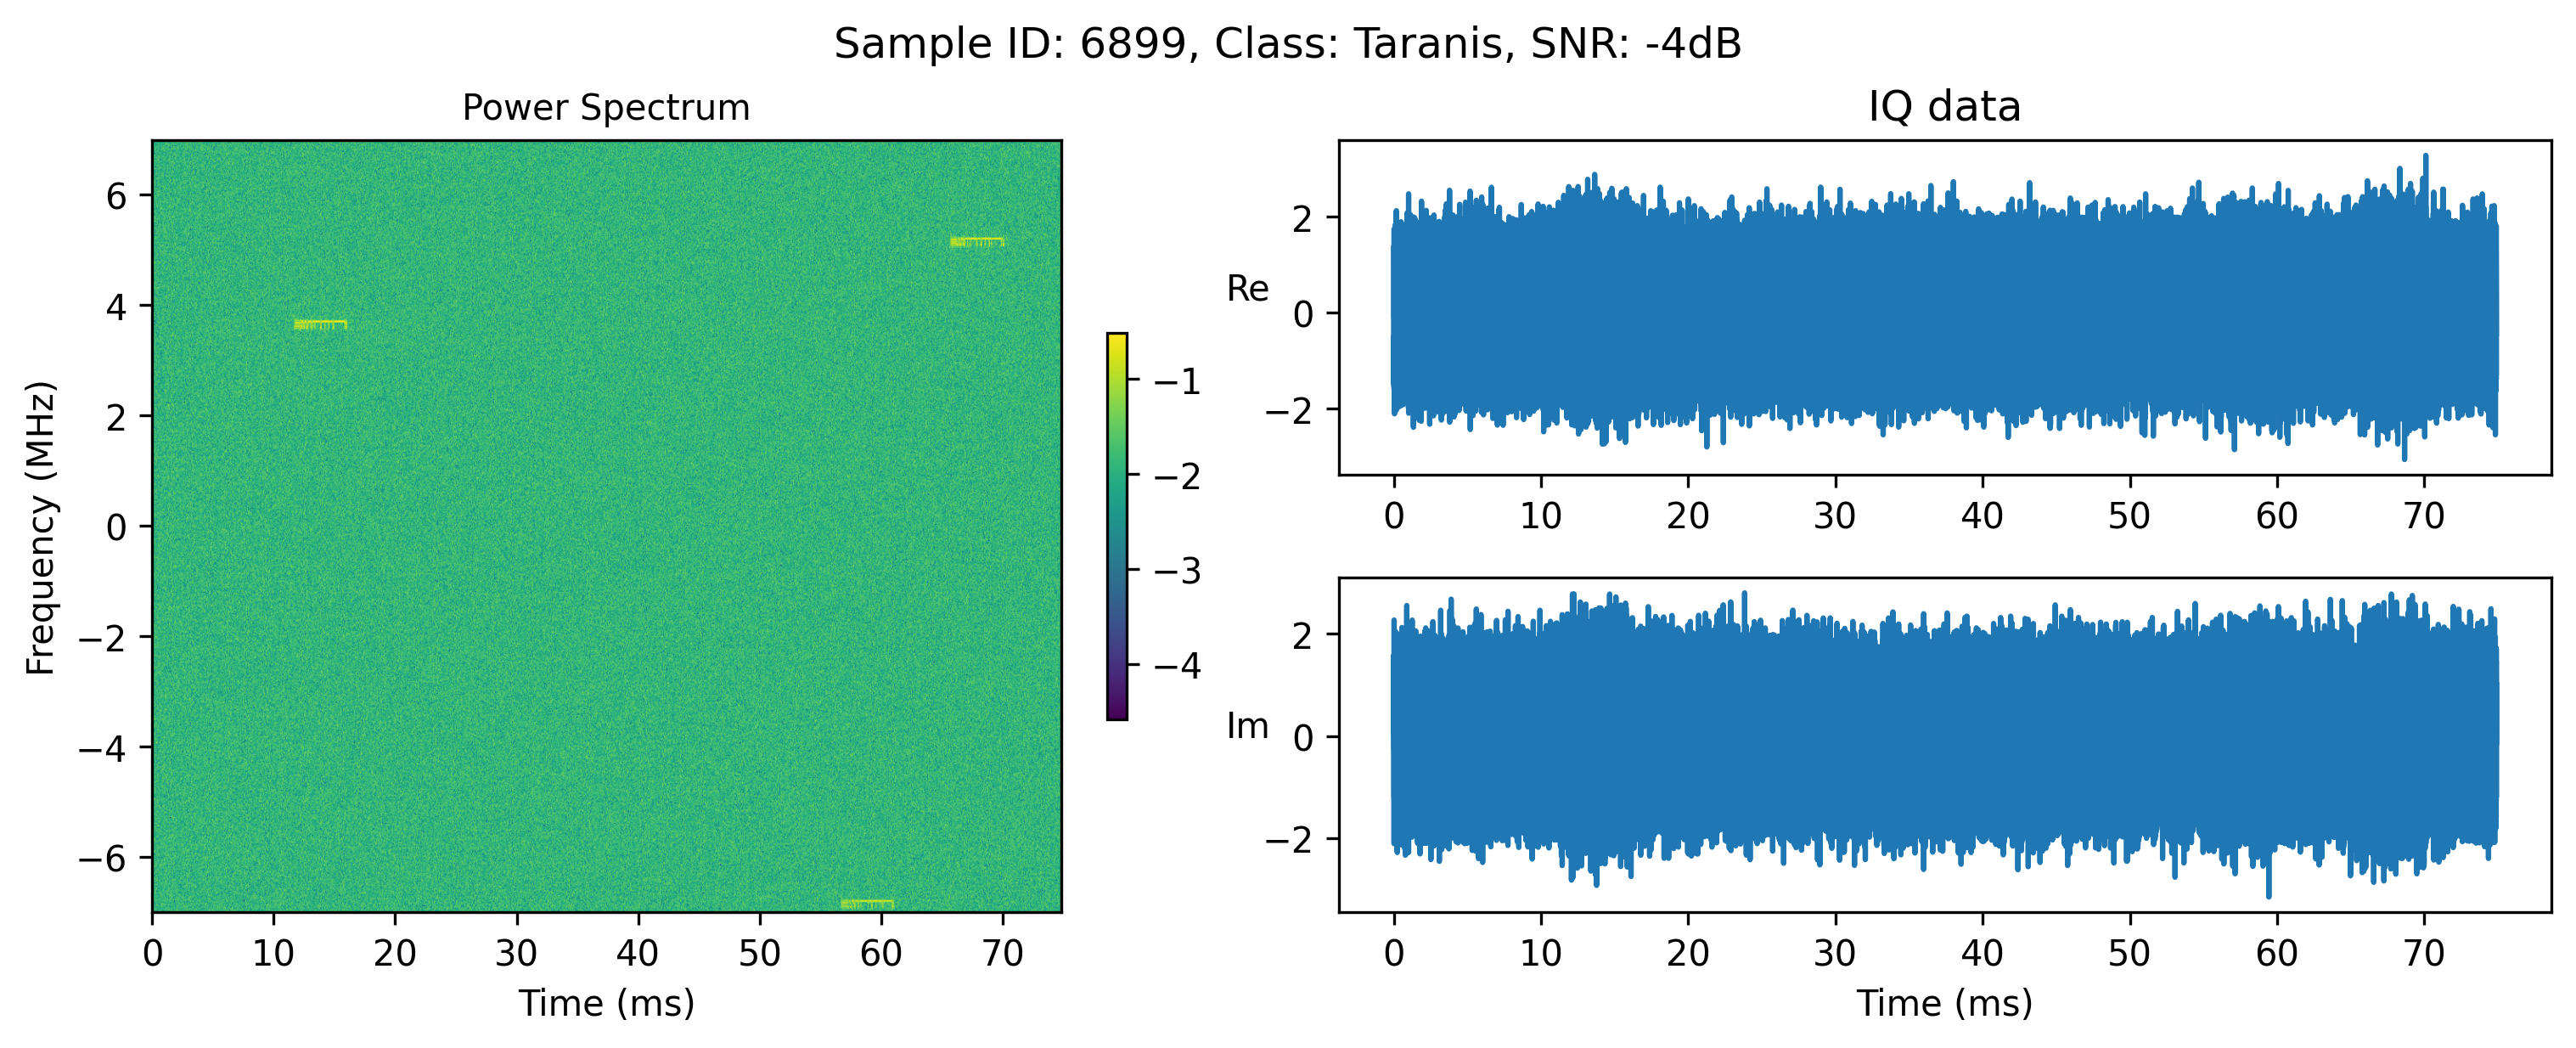 Sample ID: 6899, Class: Taranis, SNR: -4dB
Power Spectrum
Frequency (MHz)
6
4
2
0
−2
−4
−6
0 10 20 30 40 50 60 70
Time (ms)
−1
−2
−3
−4
IQ data
Re
2
0
−2
0 10 20 30 40 50 60 70
Im
2
0
−2
0 10 20 30 40 50 60 70
Time (ms)